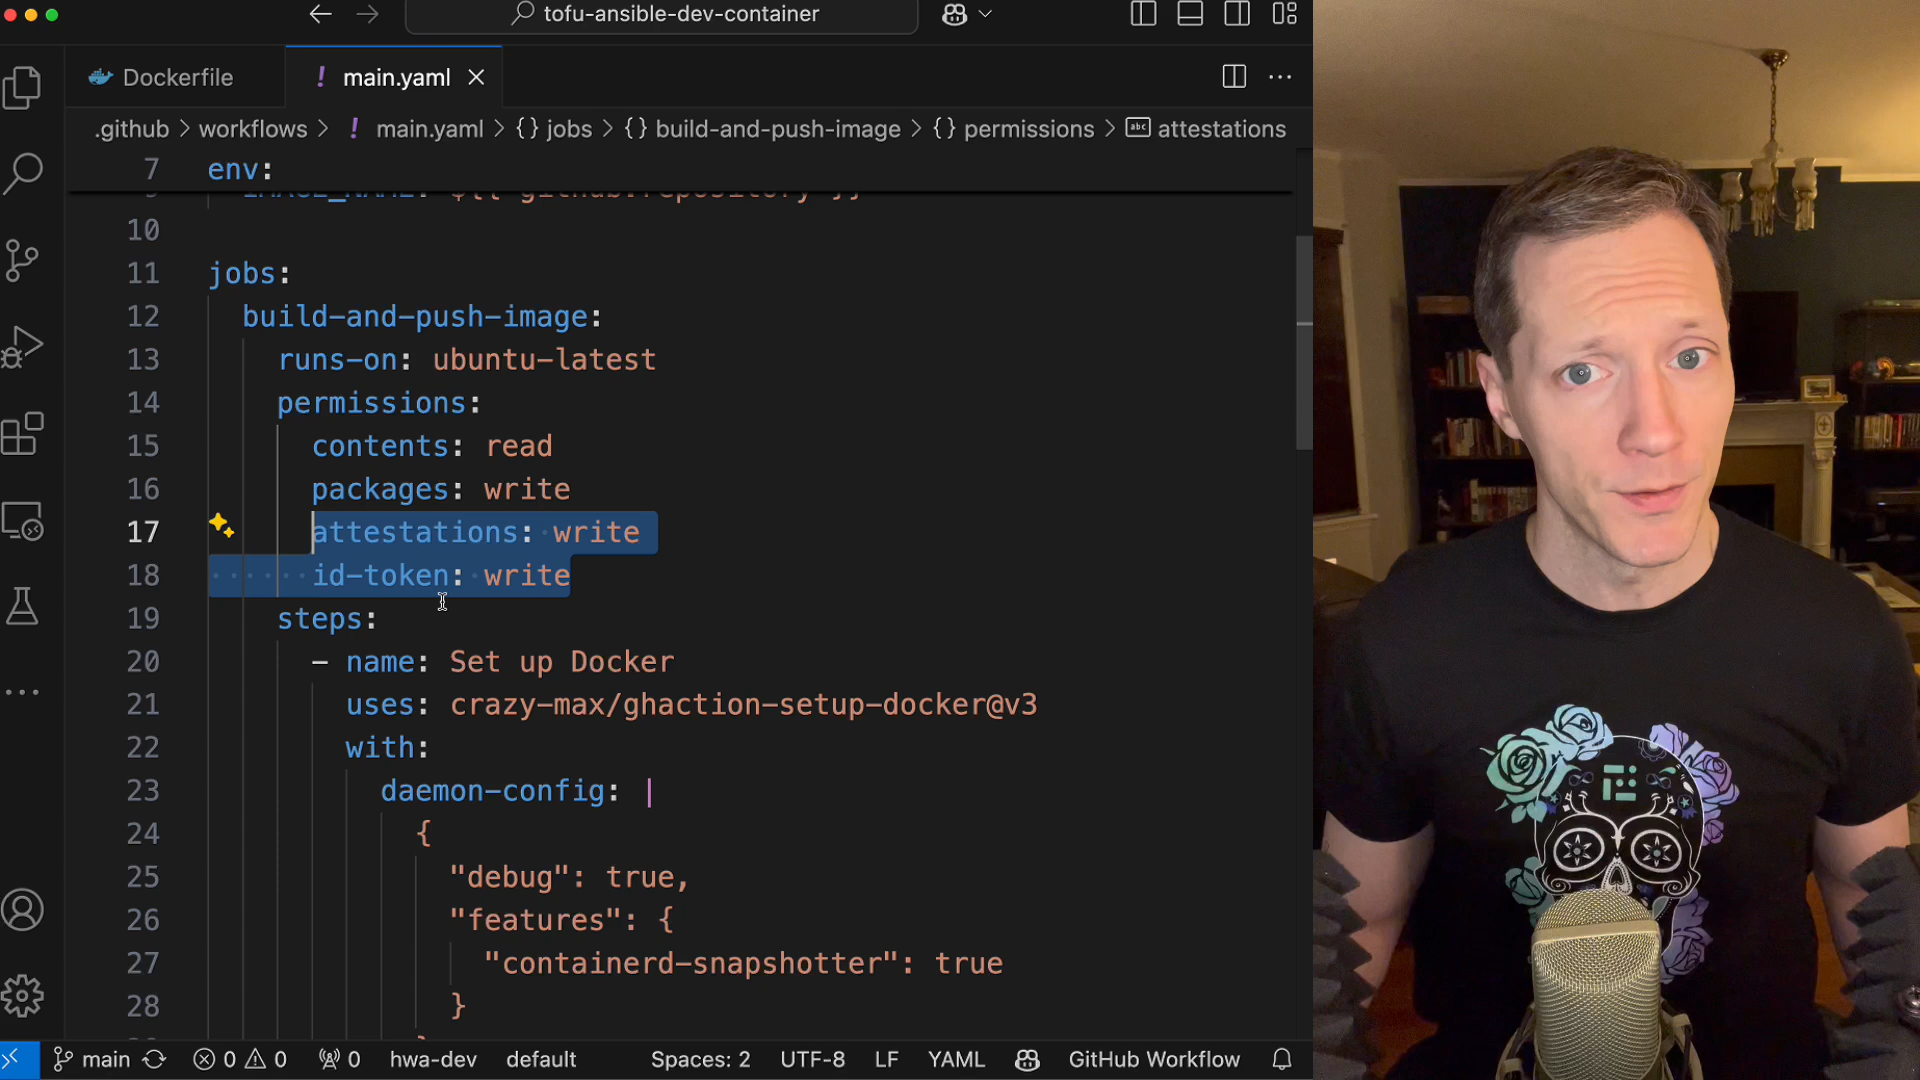 tofu-ansible-dev-container
Dockerfile
! main.yaml
.github > workflows > ! main.yaml > {} jobs > {} build-and-push-image > {} permissions > abc attestations
7 env:
IMAGE_NAME: ${{ github.repository }}
10
11 jobs:
12 build-and-push-image:
13 runs-on: ubuntu-latest
14 permissions:
15 contents: read
16 packages: write
17 attestations: write
18 id-token: write
19 steps:
20 - name: Set up Docker
21 uses: crazy-max/ghaction-setup-docker@v3
22 with:
23 daemon-config: |
24 {
25 "debug": true,
26 "features": {
27 "containerd-snapshotter": true
28 }
main 0 0 0 hwa-dev default Spaces: 2 UTF-8 LF YAML GitHub Workflow